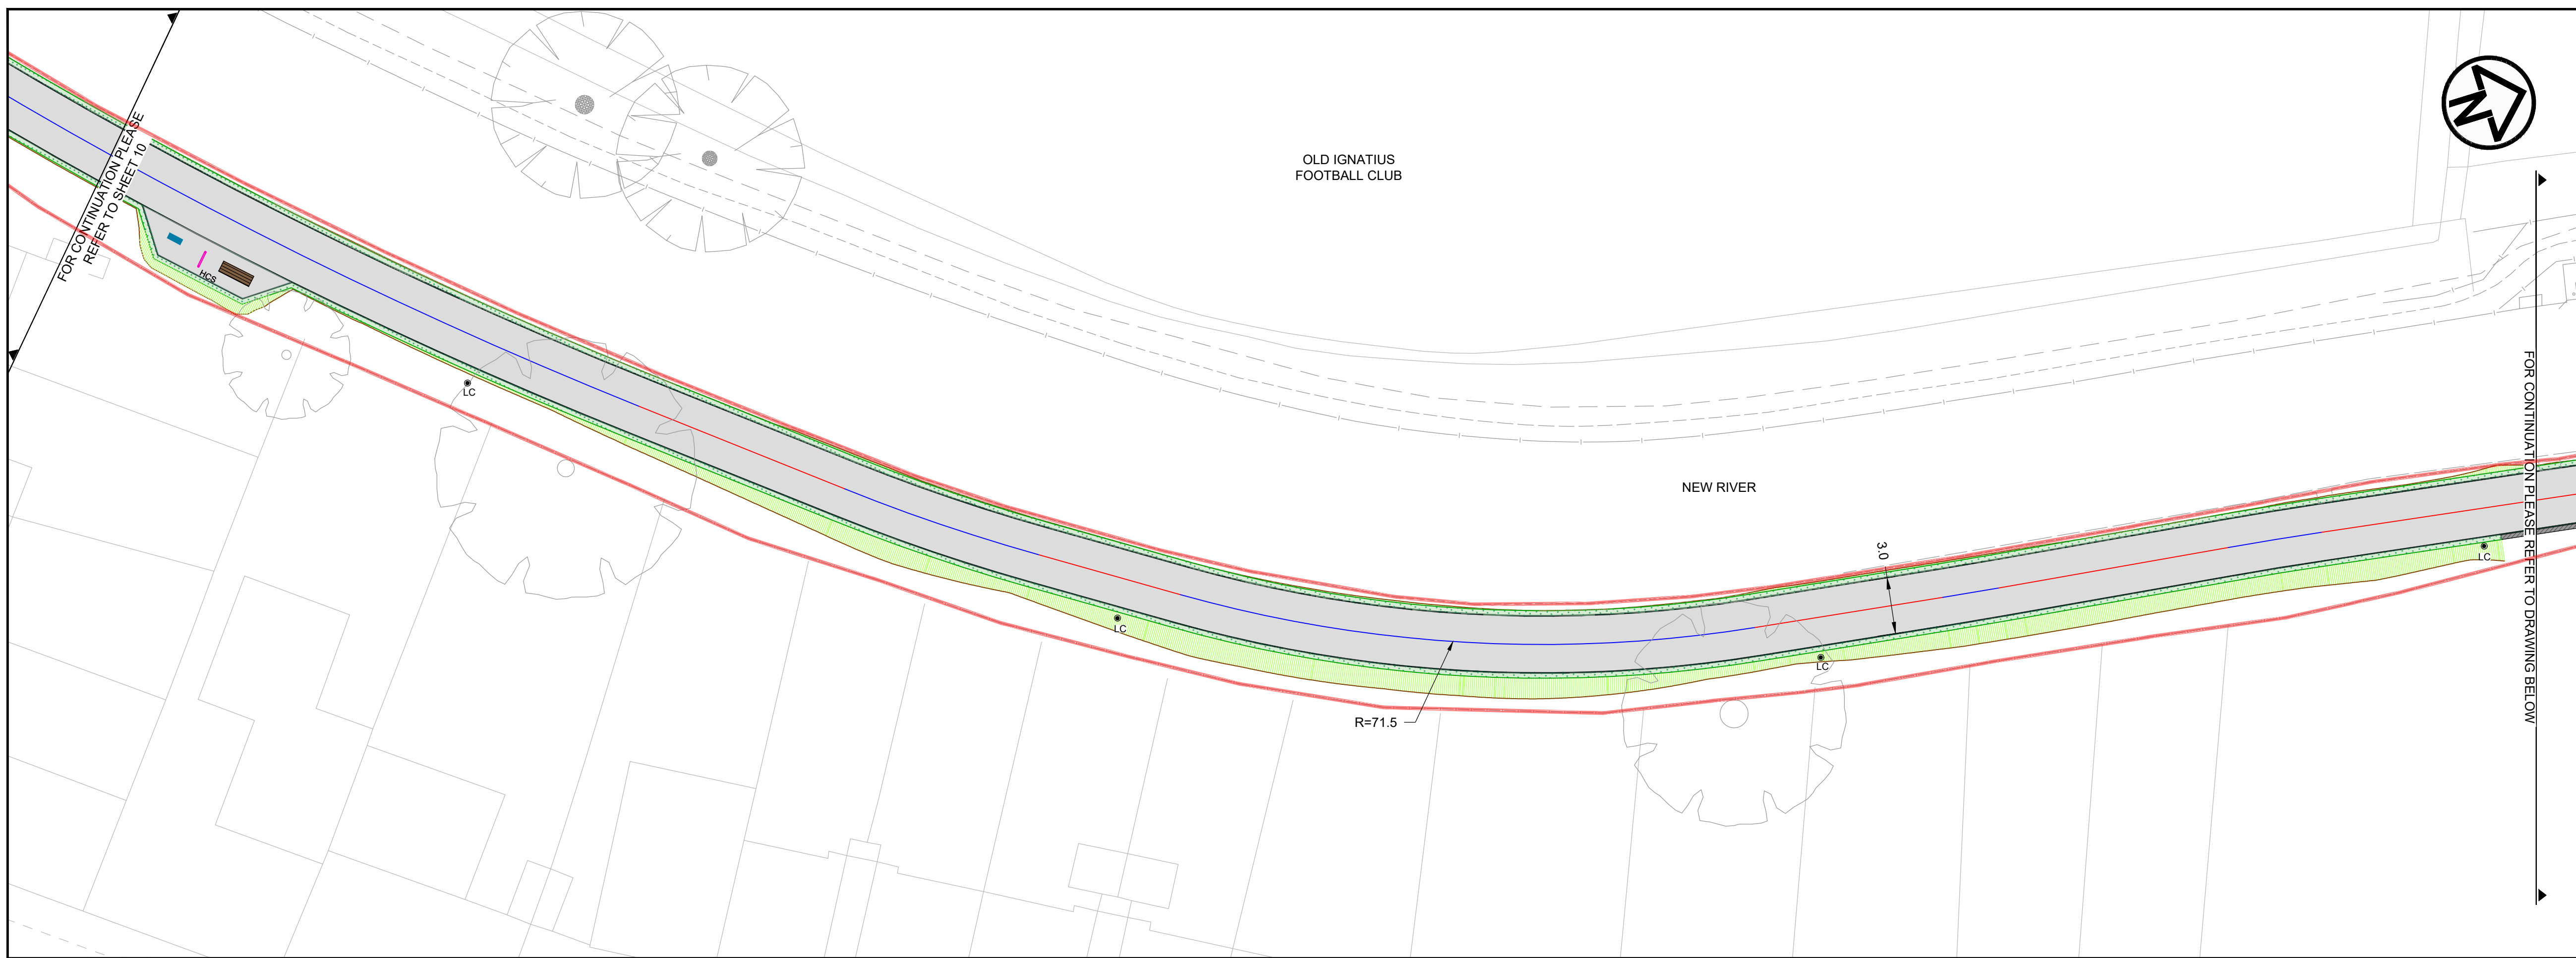 FOR CONTINUATION PLEASE
REFER TO SHEET 10
OLD IGNATIUS
FOOTBALL CLUB
N
HCS
LC
NEW RIVER
3.0
LC
LC
LC
R=71.5
FOR CONTINUATION PLEASE REFER TO DRAWING BELOW